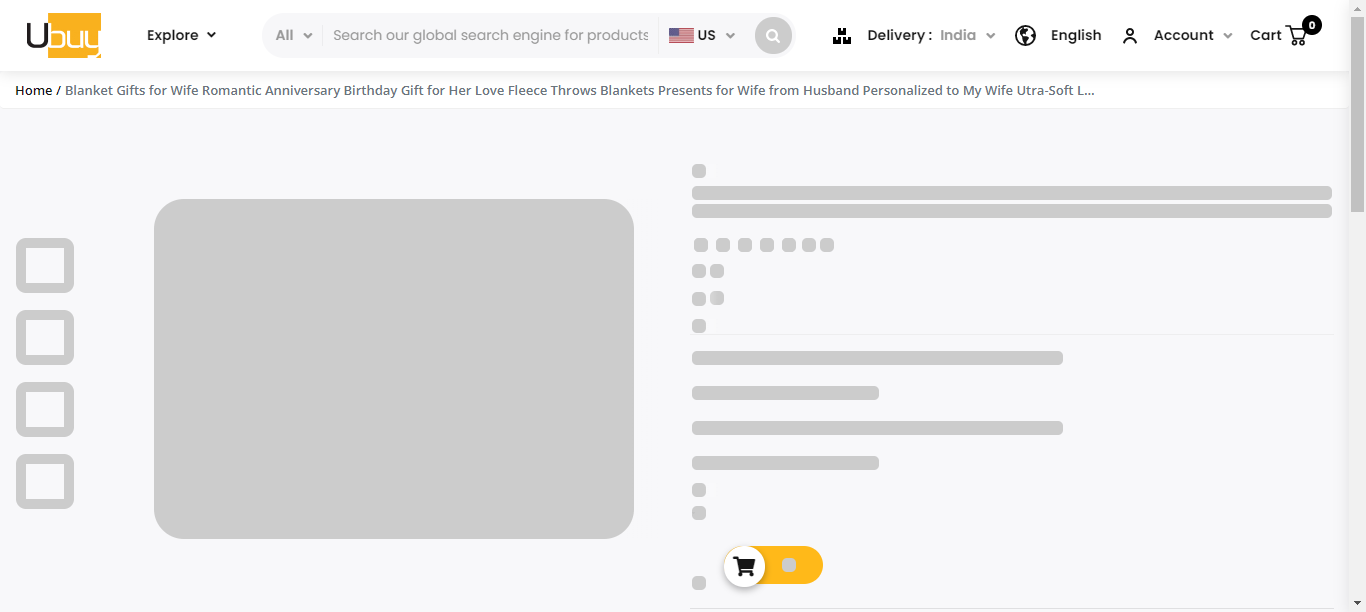 Ubuy Explore All Search our global search engine for products US Delivery : India English Account Cart 0
Home / Blanket Gifts for Wife Romantic Anniversary Birthday Gift for Her Love Fleece Throws Blankets Presents for Wife from Husband Personalized to My Wife Utra-Soft L...